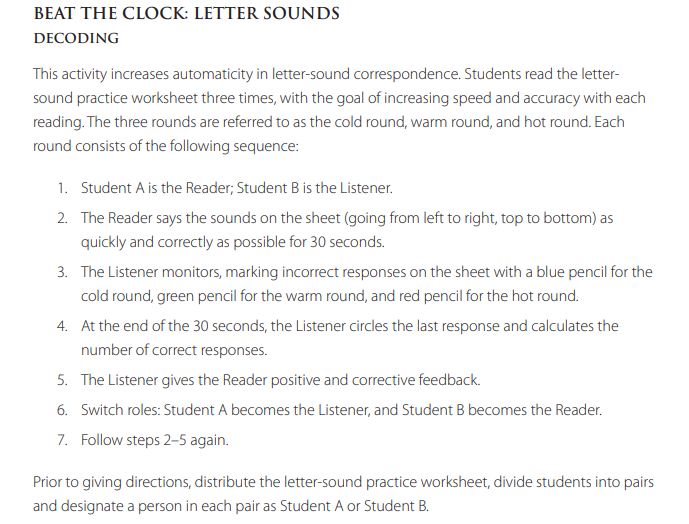 BEAT THE CLOCK: LETTER SOUNDS
DECODING
This activity increases automaticity in letter-sound correspondence. Students read the letter-
sound practice worksheet three times, with the goal of increasing speed and accuracy with each
reading. The three rounds are referred to as the cold round, warm round, and hot round. Each
round consists of the following sequence:
1. Student A is the Reader; Student B is the Listener.
2. The Reader says the sounds on the sheet (going from left to right, top to bottom) as
quickly and correctly as possible for 30 seconds.
3. The Listener monitors, marking incorrect responses on the sheet with a blue pencil for the
cold round, green pencil for the warm round, and red pencil for the hot round.
4. At the end of the 30 seconds, the Listener circles the last response and calculates the
number of correct responses.
5. The Listener gives the Reader positive and corrective feedback.
6. Switch roles: Student A becomes the Listener, and Student B becomes the Reader.
7. Follow steps 2–5 again.
Prior to giving directions, distribute the letter-sound practice worksheet, divide students into pairs
and designate a person in each pair as Student A or Student B.